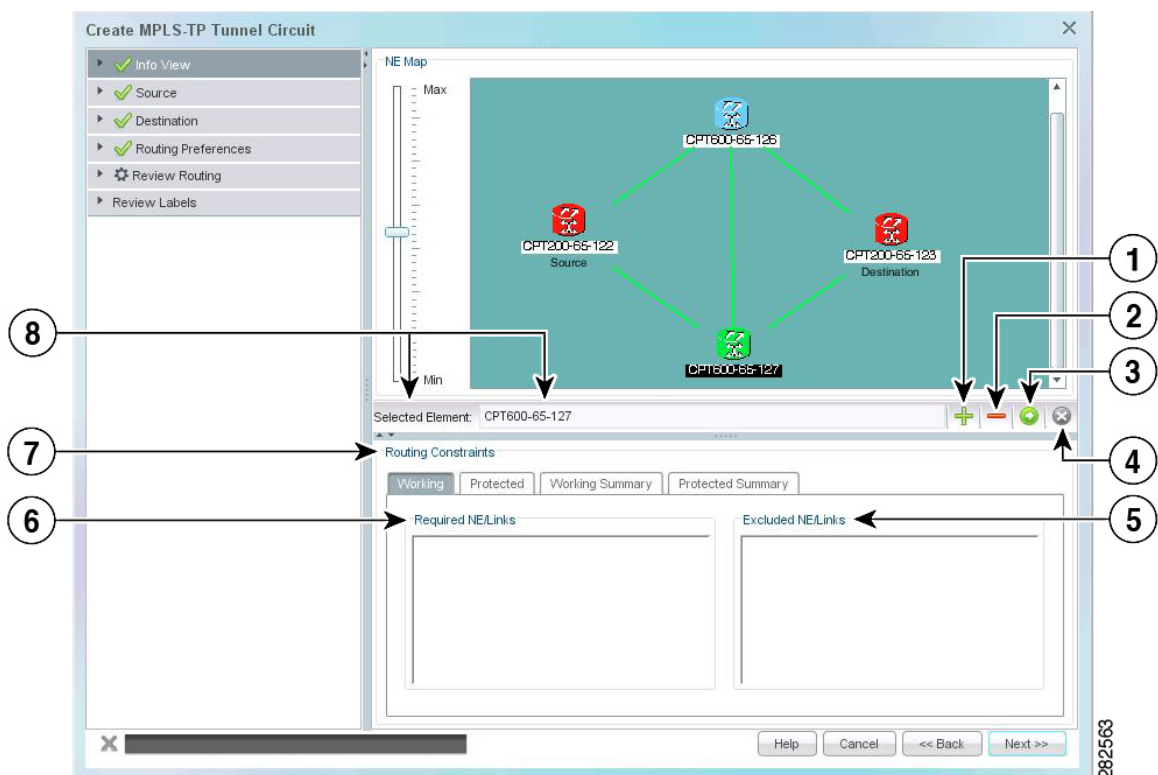 Create MPLS-TP Tunnel Circuit
Info View
Source
Destination
Routing Preferences
Review Routing
Review Labels
NE Map
Max
Min
CPT600-65-126
CPT200-65-122
Source
CPT200-65-123
Destination
CPT600-65-127
1
2
3
4
5
6
7
8
Selected Element: CPT600-65-127
Routing Constraints
Working Protected Working Summary Protected Summary
Required NE/Links
Excluded NE/Links
Help Cancel << Back Next >>
282563